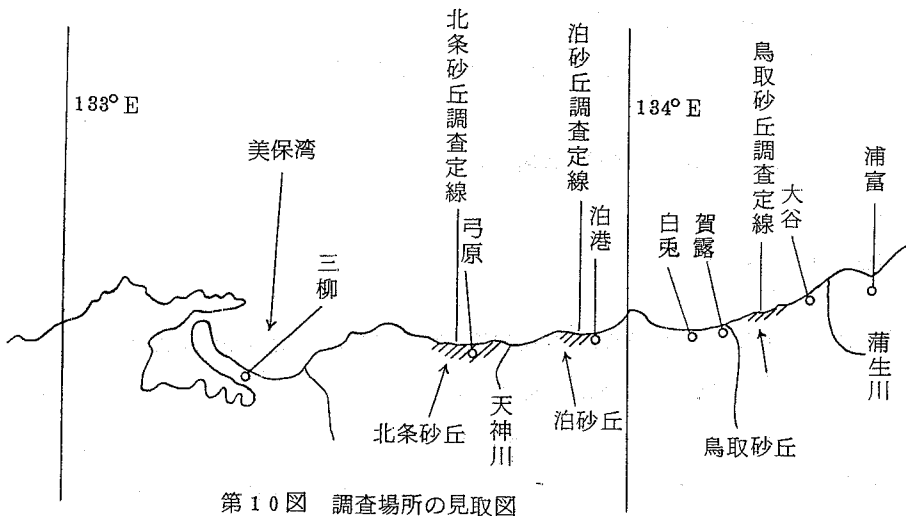 133°E
美保湾
三柳
北条砂丘調査定線
弓原
泊砂丘調査定線
泊港
134°E
白兎
賀露
鳥取砂丘調査定線
大谷
浦富
蒲生川
北条砂丘
天神川
泊砂丘
鳥取砂丘
第10図 調査場所の見取図